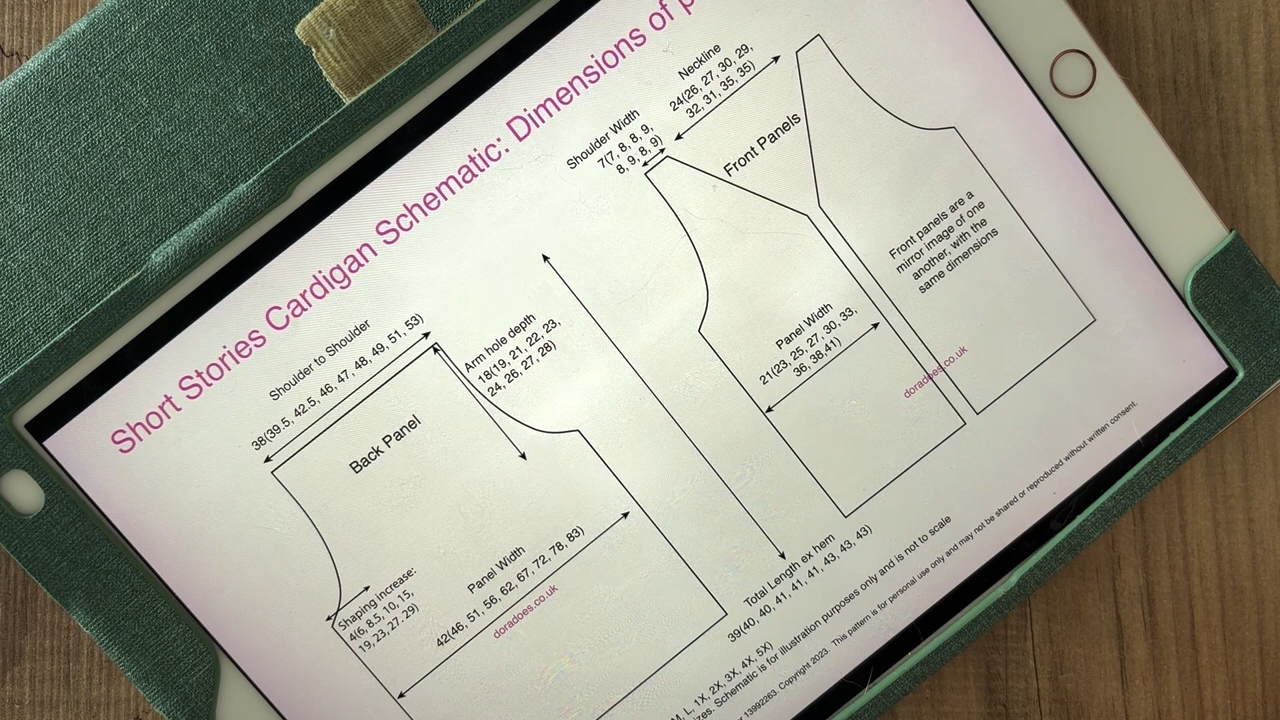 Short Stories Cardigan Schematic: Dimensions of
Shoulder to Shoulder
38(39.5, 42.5, 46, 47, 48, 49, 51, 53)
Back Panel
Arm hole depth
18(19, 21, 22, 23,
24, 26, 27, 28)
Shaping increase:
4(6, 8.5, 10, 15,
19, 23, 27. 29)
Panel Width
42(46, 51, 56, 62, 67, 72, 78, 83)
doradoes.co.uk
Shoulder Width
7(7, 8, 8, 9,
8, 9, 8, 9)
Neckline
24(26, 27, 30, 29,
32, 31, 35, 35)
Front Panels
Panel Width
21(23, 25, 27, 30, 33,
36, 38,41)
Front panels are a
mirror image of one
another, with the
same dimensions
doradoes.co.uk
Total Length ex hem
39(40, 40, 41, 41, 41, 43, 43, 43)
M, L, 1X, 2X, 3X, 4X, 5X)
Schematic is for illustration purposes only and is not to scale
13992263. Copyright 2023. This pattern is for personal use only and may not be shared or reproduced without written consent.